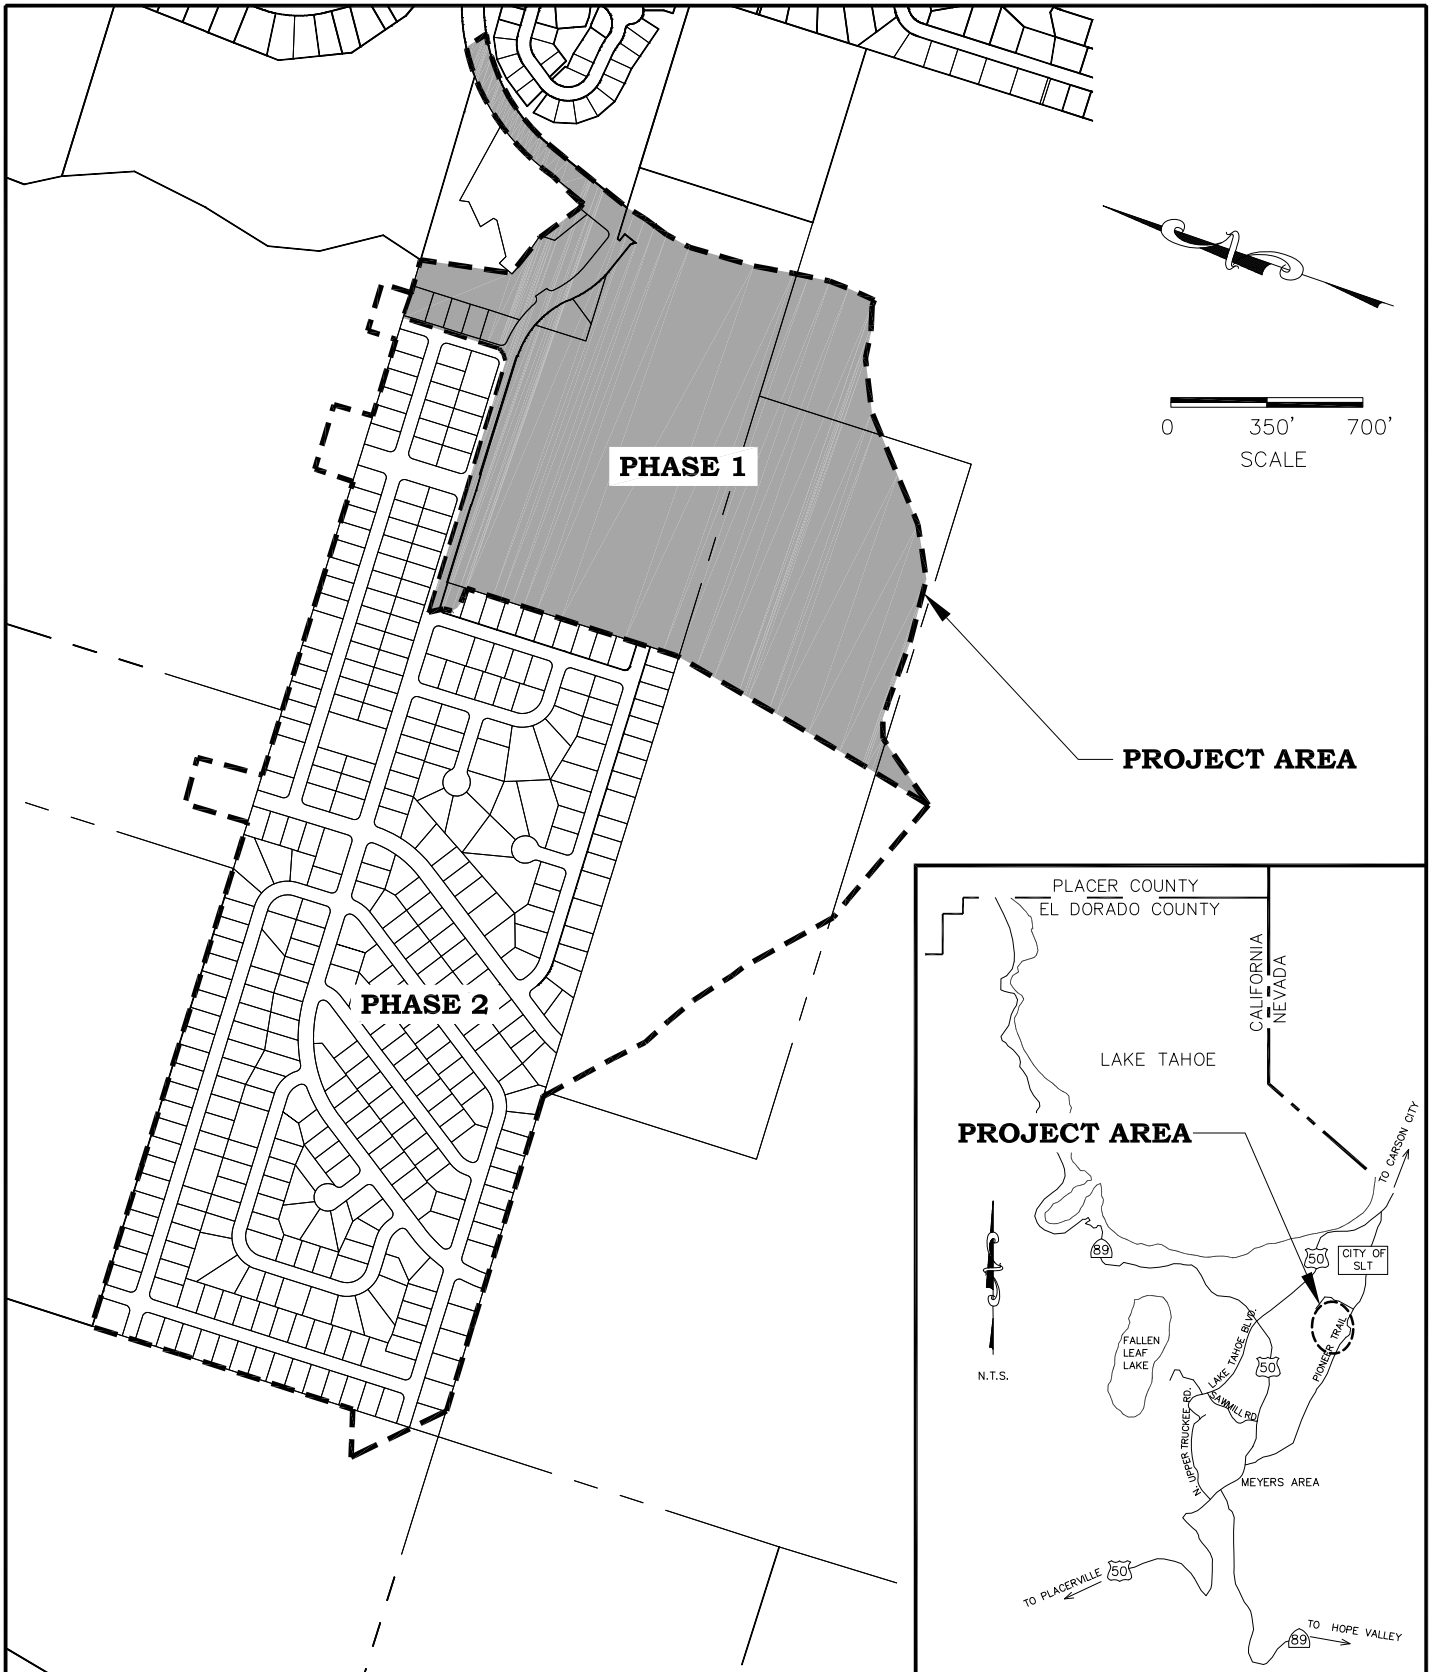 PHASE 1
0 350' 700'
SCALE
PROJECT AREA
PHASE 2
PLACER COUNTY
EL DORADO COUNTY
CALIFORNIA
NEVADA
LAKE TAHOE
PROJECT AREA
TO CARSON CITY
89
50
CITY OF
SLT
N.T.S.
FALLEN
LEAF
LAKE
LAKE TAHOE BLVD.
50
PIONEER TRAIL
SAWMILL RD
N. UPPER TRUCKEE RD.
MEYERS AREA
TO PLACERVILLE
50
89
TO HOPE VALLEY